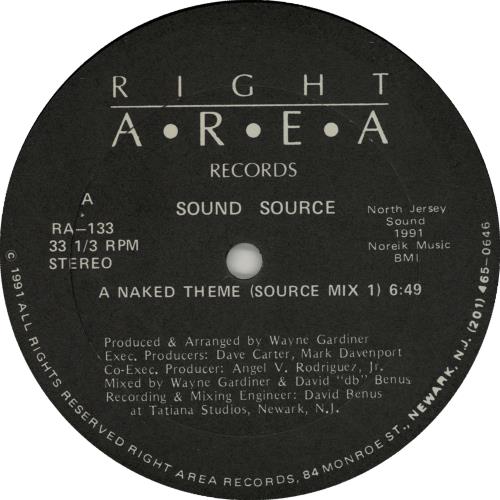 RIGHT
A•R•E•A
RECORDS
SOUND SOURCE
A
RA–133
33 1/3 RPM
STEREO
North Jersey
Sound
1991
Noreik Music
BMI
A NAKED THEME (SOURCE MIX 1) 6:49
Produced & Arranged by Wayne Gardiner
Exec. Producers: Dave Carter, Mark Davenport
Co-Exec. Producer: Angel V. Rodriguez, Jr.
Mixed by Wayne Gardiner & David "db" Benus
Recording & Mixing Engineer: David Benus
at Tatiana Studios, Newark, N.J.
© 1991 ALL RIGHTS RESERVED RIGHT AREA RECORDS, 84 MONROE ST., NEWARK, N.J. (201) 465-0646